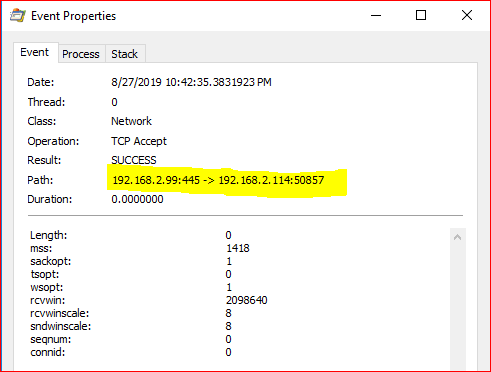 Event Properties
Event Process Stack
Date: 8/27/2019 10:42:35.3831923 PM
Thread: 0
Class: Network
Operation: TCP Accept
Result: SUCCESS
Path: 192.168.2.99:445 -> 192.168.2.114:50857
Duration: 0.0000000
Length: 0
mss: 1418
sackopt: 1
tsopt: 0
wsopt: 1
rcvwin: 2098640
rcvwinscale: 8
sndwinscale: 8
seqnum: 0
connid: 0